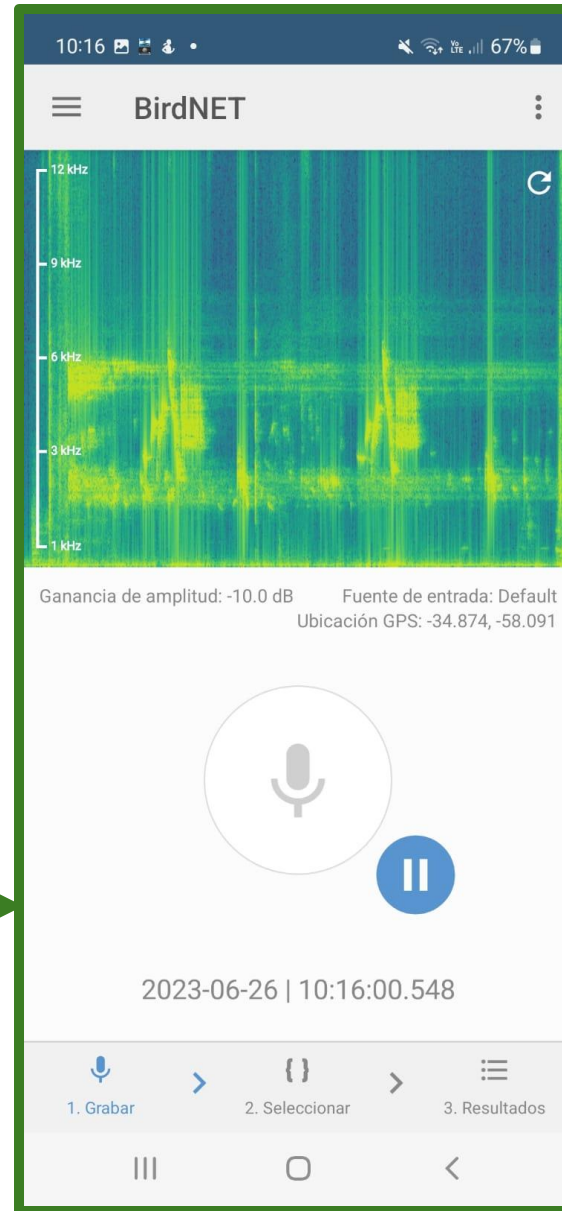 10:16
Vo LTE 67%
BirdNET
12 kHz
9 kHz
6 kHz
3 kHz
1 kHz
Ganancia de amplitud: -10.0 dB Fuente de entrada: Default
Ubicación GPS: -34.874, -58.091
2023-06-26 | 10:16:00.548
{ }
1. Grabar 2. Seleccionar 3. Resultados